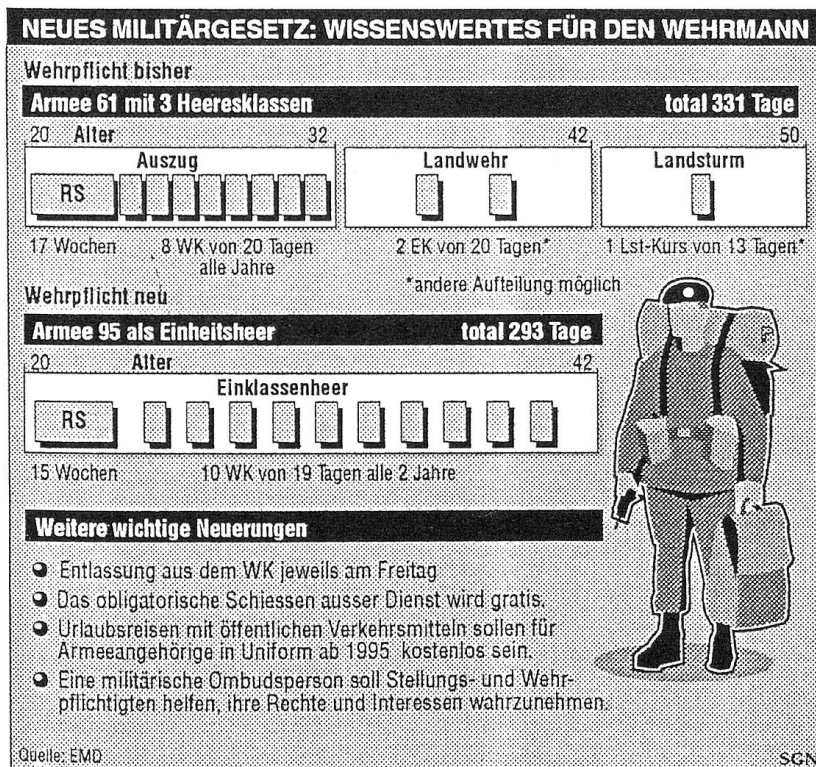 NEUES MILITÄRGESETZ: WISSENSWERTES FÜR DEN WEHRMANN
Wehrpflicht bisher
Armee 61 mit 3 Heeresklassen total 331 Tage
20 Alter 32 42 50
Auszug Landwehr Landsturm
RS
17 Wochen 8 WK von 20 Tagen 2 EK von 20 Tagen* 1 Lst-Kurs von 13 Tagen*
alle Jahre
*andere Aufteilung möglich
Wehrpflicht neu
Armee 95 als Einheitsheer total 293 Tage
20 Alter 42
Einklassenheer
RS
15 Wochen 10 WK von 19 Tagen alle 2 Jahre
Weitere wichtige Neuerungen
Entlassung aus dem WK jeweils am Freitag
Das obligatorische Schiessen ausser Dienst wird gratis.
Urlaubsreisen mit öffentlichen Verkehrsmitteln sollen für
Armeeangehörige in Uniform ab 1995 kostenlos sein.
Eine militärische Ombudsperson soll Stellungs- und Wehr-
pflichtigten helfen, ihre Rechte und Interessen wahrzunehmen.
Quelle: EMD SGN